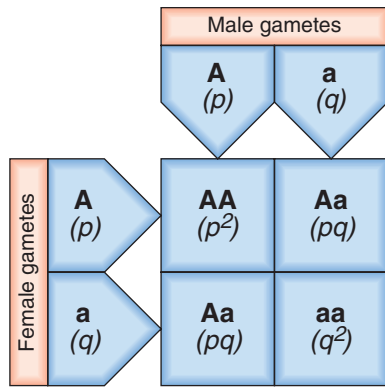 Male gametes
A
(p)
a
(q)
Female gametes
A
(p)
AA
(p²)
Aa
(pq)
a
(q)
Aa
(pq)
aa
(q²)